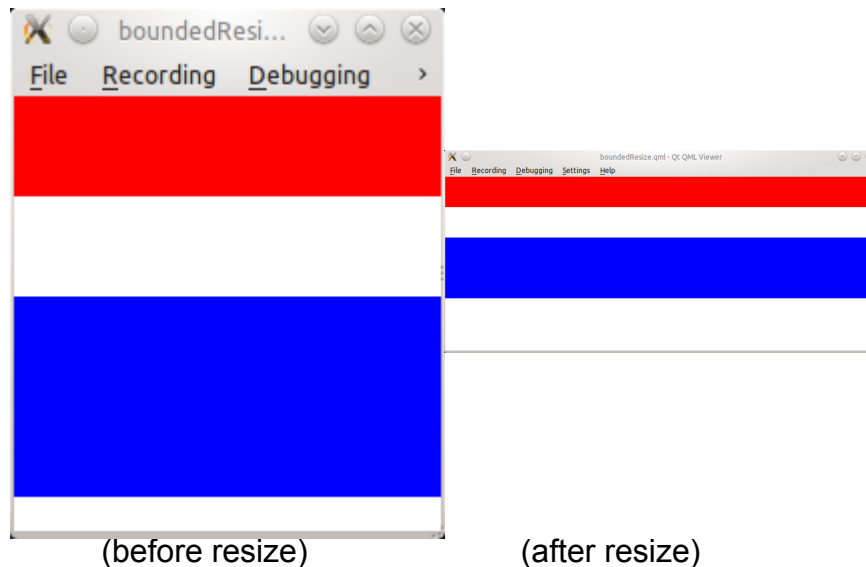 boundedResi...
File Recording Debugging >
boundedResize.qml - Qt QML Viewer
File Recording Debugging Settings Help
(before resize)
(after resize)